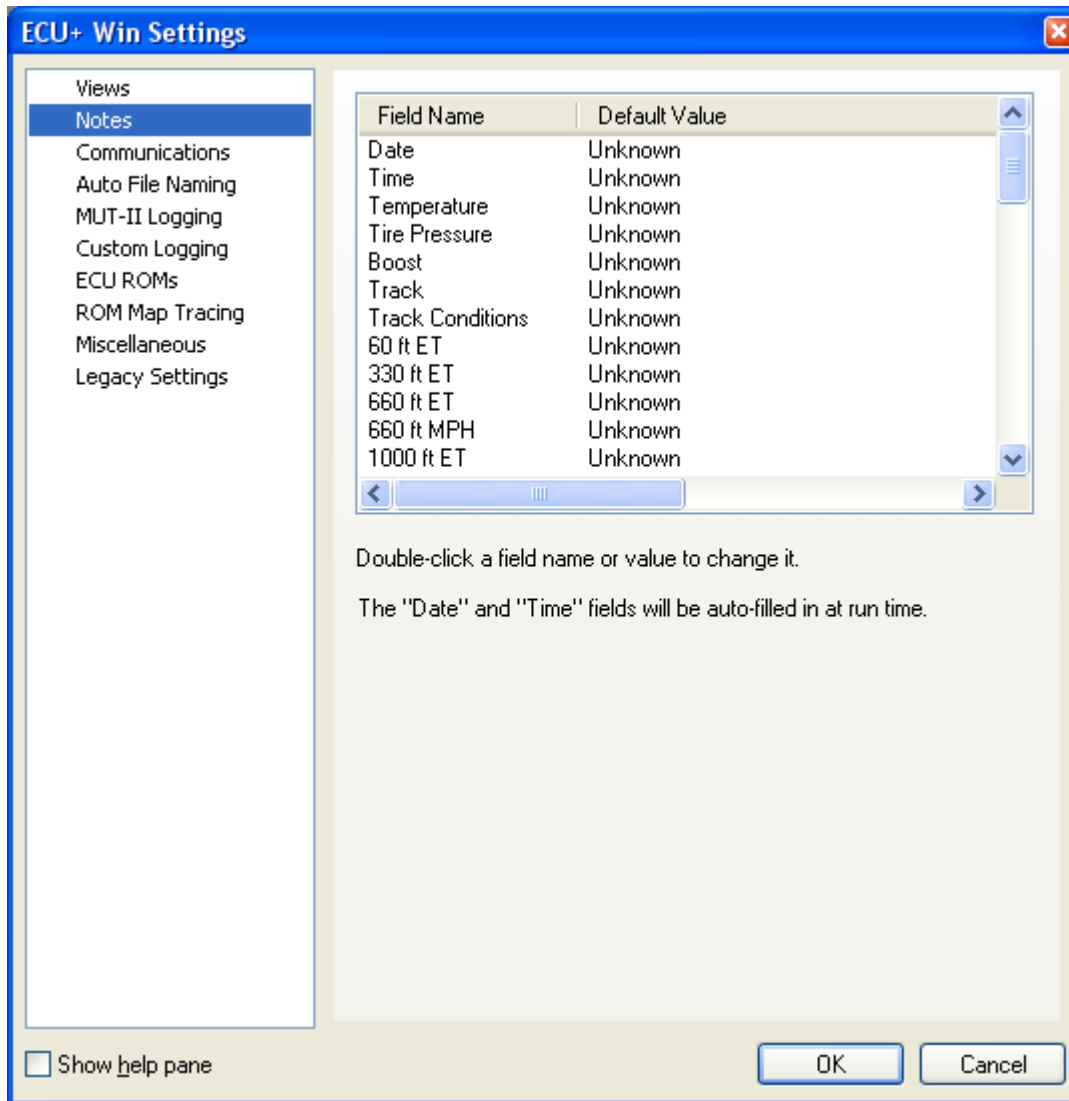 ECU+ Win Settings
Views
Notes
Communications
Auto File Naming
MUT-II Logging
Custom Logging
ECU ROMs
ROM Map Tracing
Miscellaneous
Legacy Settings
Field Name Default Value
Date Unknown
Time Unknown
Temperature Unknown
Tire Pressure Unknown
Boost Unknown
Track Unknown
Track Conditions Unknown
60 ft ET Unknown
330 ft ET Unknown
660 ft ET Unknown
660 ft MPH Unknown
1000 ft ET Unknown
Double-click a field name or value to change it.
The "Date" and "Time" fields will be auto-filled in at run time.
Show help pane
OK Cancel